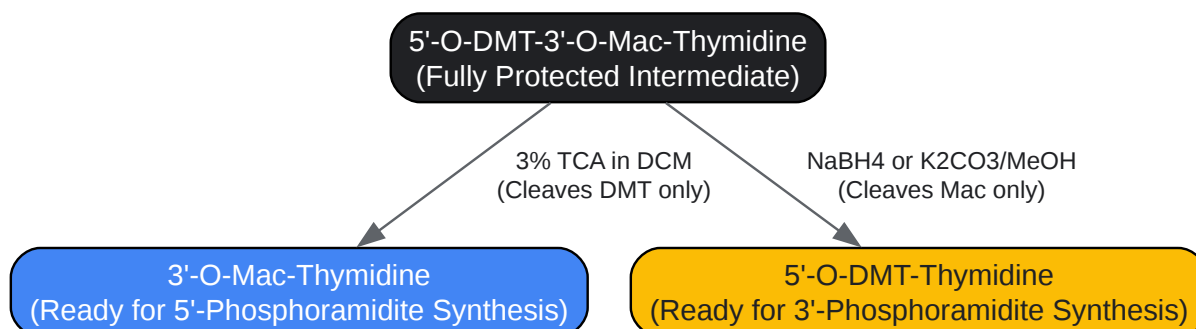 5'-O-DMT-3'-O-Mac-Thymidine
(Fully Protected Intermediate)
3% TCA in DCM
(Cleaves DMT only)
NaBH4 or K2CO3/MeOH
(Cleaves Mac only)
3'-O-Mac-Thymidine
(Ready for 5'-Phosphoramidite Synthesis)
5'-O-DMT-Thymidine
(Ready for 3'-Phosphoramidite Synthesis)